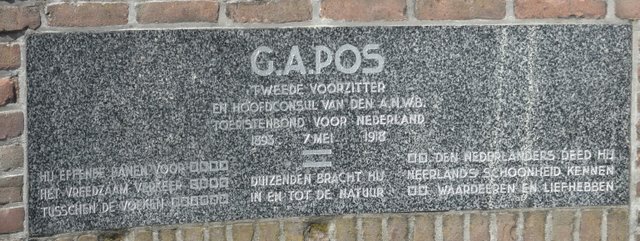 G.A.POS
TWEEDE VOORZITTER
EN HOOFDCONSUL VAN DEN A.N.W.B.
TOERISTENBOND VOOR NEDERLAND
1893 7 MEI 1918
HIJ EFFENDE BANEN VOOR
HET VREEDZAAM VERKEER
TUSSCHEN DE VOLKEN
DUIZENDEN BRACHT HIJ
IN EN TOT DE NATUUR
DEN NEDERLANDERS DEED HIJ
NEERLANDS SCHOONHEID KENNEN
WAARDEEREN EN LIEFHEBBEN